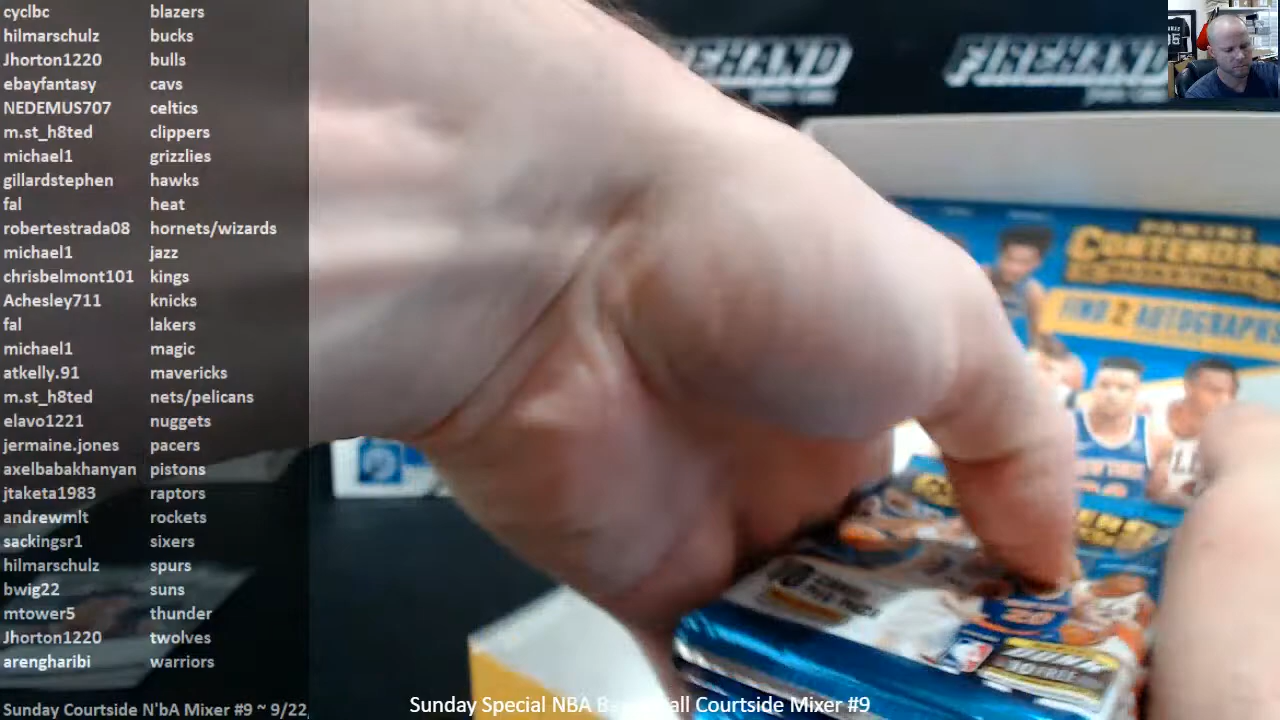 cyclbc blazers
hilmarschulz bucks
Jhorton1220 bulls
ebayfantasy cavs
NEDEMUS707 celtics
m.st_h8ted clippers
michael1 grizzlies
gillardstephen hawks
fal heat
robertestrada08 hornets/wizards
michael1 jazz
chrisbelmont101 kings
Achesley711 knicks
fal lakers
michael1 magic
atkelly.91 mavericks
m.st_h8ted nets/pelicans
elavo1221 nuggets
jermaine.jones pacers
axelbabakhanyan pistons
jtaketa1983 raptors
andrewmlt rockets
sackingsr1 sixers
hilmarschulz spurs
bwig22 suns
mtower5 thunder
Jhorton1220 twolves
arengharibi warriors
Sunday Courtside N'bA Mixer #9 ~ 9/22,
FIREHAND
FIREHAND
PANINI
CONTENDERS
BASKETBALL
FIND 2 AUTOGRAPHS
Sunday Special NBA Ba all Courtside Mixer #9